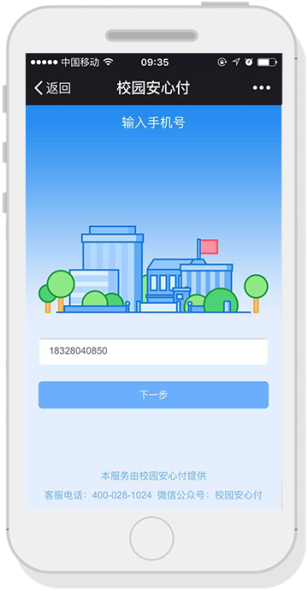 中国移动 09:35
返回 校园安心付
输入手机号
18328040850
下一步
本服务由校园安心付提供
客服电话：400-028-1024 微信公众号：校园安心付